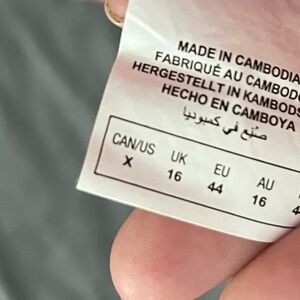 MADE IN CAMBODIA
FABRIQUÉ AU
HERGESTELLT IN
HECHO EN CAMBOYA
صنع في كمبوديا
CAN/US UK EU AU
X 16 44 16